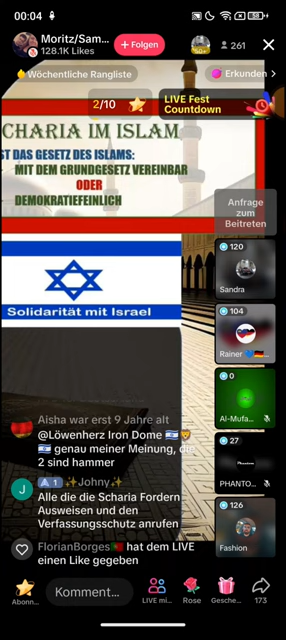 00:04
58
Moritz/Sam...
128.1K Likes
+ Folgen
261
Wöchentliche Rangliste
Erkunden >
2/10
LIVE Fest
Countdown
CHARIA IM ISLAM
ST DAS GESETZ DES ISLAMS:
MIT DEM GRUNDGESETZ VEREINBAR
ODER
DEMOKRATIEFEINLICH
Anfrage
zum
Beitreten
120
Sandra
Solidarität mit Israel
104
Rainer 💙🇩🇪...
0
Al-Mufa...
27
PHANTO...
126
Fashion
Aisha war erst 9 Jahre alt
@Löwenherz Iron Dome 🇮🇱🦁
🇮🇱 genau meiner Meinung, die
2 sind hammer
J
A 1 ✨Johny✨
Alle die die Scharia Fordern
Ausweisen und den
Verfassungsschutz anrufen
FlorianBorges🇵🇹 hat dem LIVE
einen Like gegeben
Abonn...
Komment...
LIVE mi...
Rose
Gesche...
173